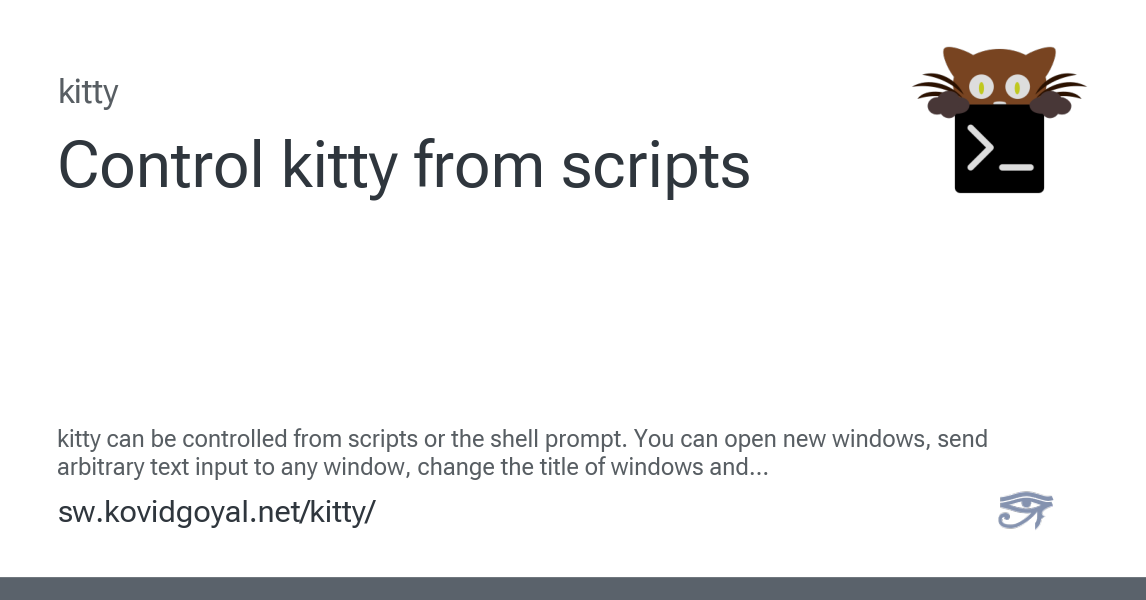 kitty
Control kitty from scripts
>_
kitty can be controlled from scripts or the shell prompt. You can open new windows, send
arbitrary text input to any window, change the title of windows and...
sw.kovidgoyal.net/kitty/